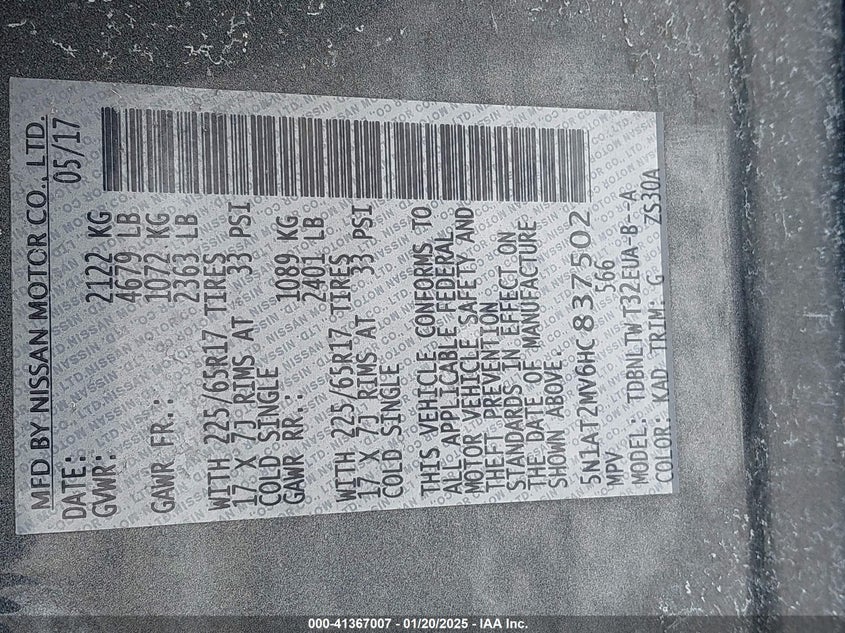 MFD BY NISSAN MOTOR CO., LTD.
DATE: 05/17
GVWR: 2122 KG
4679 LB
GAWR FR.: 1072 KG
2363 LB
WITH 225/65R17 TIRES
17 X 7J RIMS AT 33 PSI
COLD SINGLE
GAWR RR.: 1089 KG
2401 LB
WITH 225/65R17 TIRES
17 X 7J RIMS AT 33 PSI
COLD SINGLE
THIS VEHICLE CONFORMS TO
ALL APPLICABLE FEDERAL
MOTOR VEHICLE SAFETY AND
THEFT PREVENTION
STANDARDS IN EFFECT ON
THE DATE OF MANUFACTURE
SHOWN ABOVE.
5N1AT2MV6HC837502
MPV 566
MODEL: TDBNLTW T32EUA-B--A
COLOR: KAD TRIM: G ZS30A
000-41367007 - 01/20/2025 - IAA Inc.